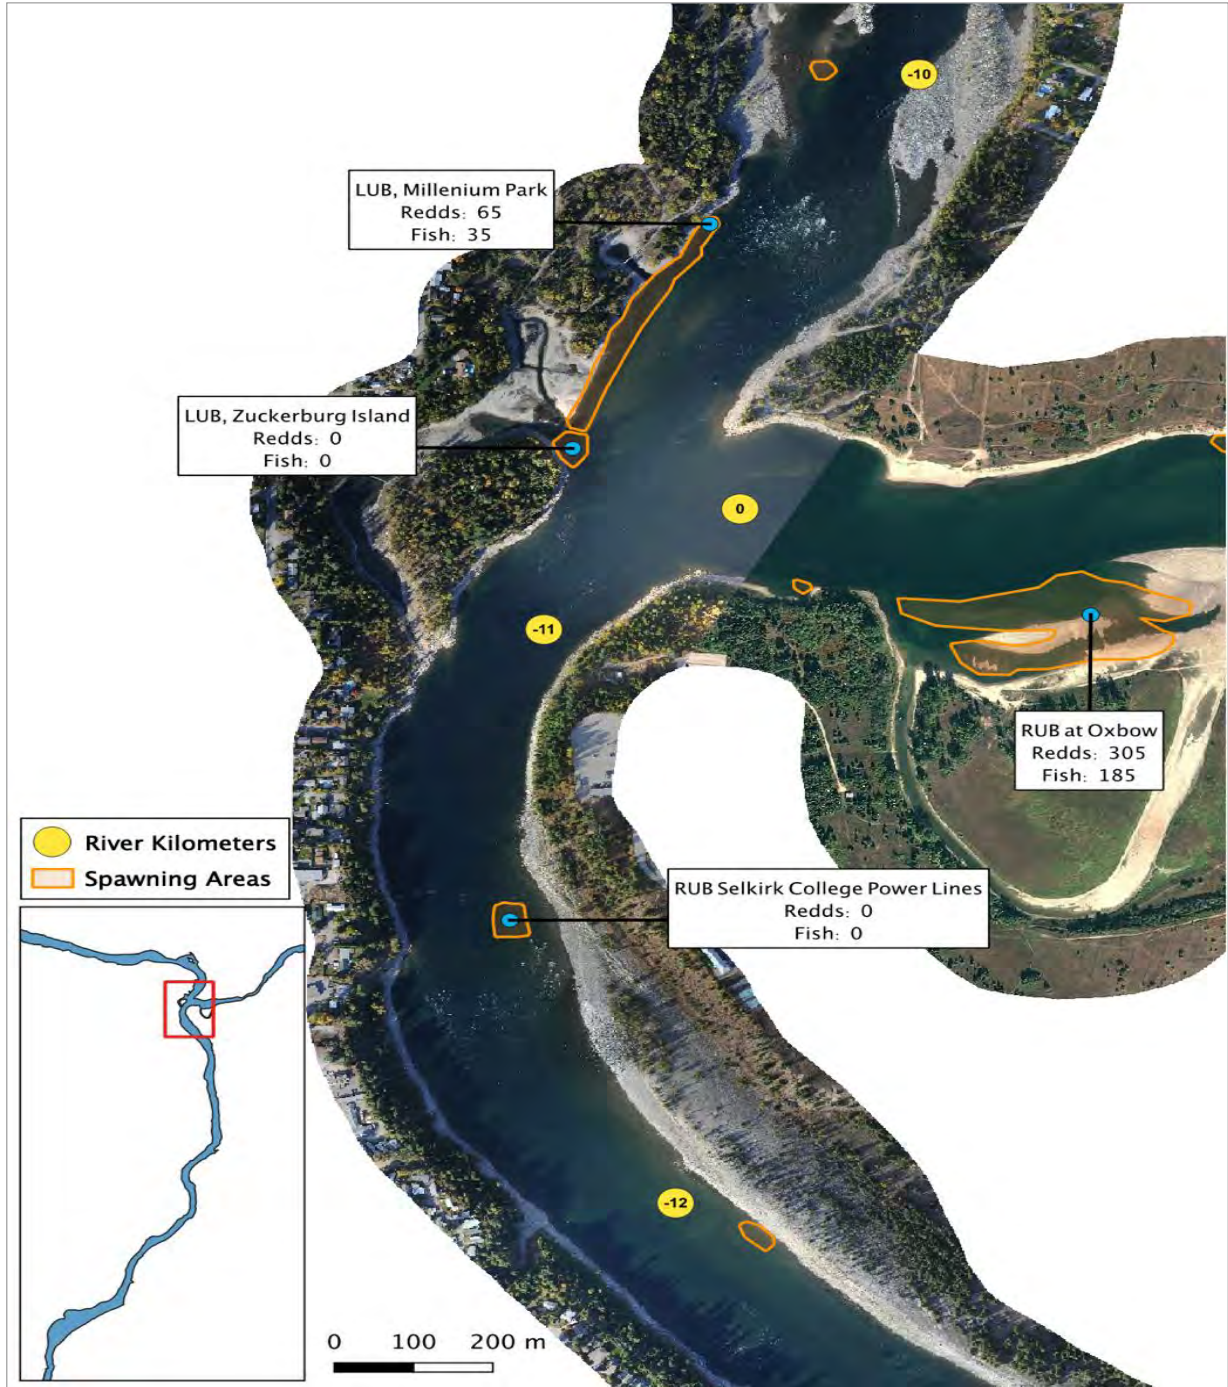 -10
LUB, Millenium Park
Redds: 65
Fish: 35
LUB, Zuckerburg Island
Redds: 0
Fish: 0
0
-11
RUB at Oxbow
Redds: 305
Fish: 185
River Kilometers
Spawning Areas
RUB Selkirk College Power Lines
Redds: 0
Fish: 0
-12
0 100 200 m